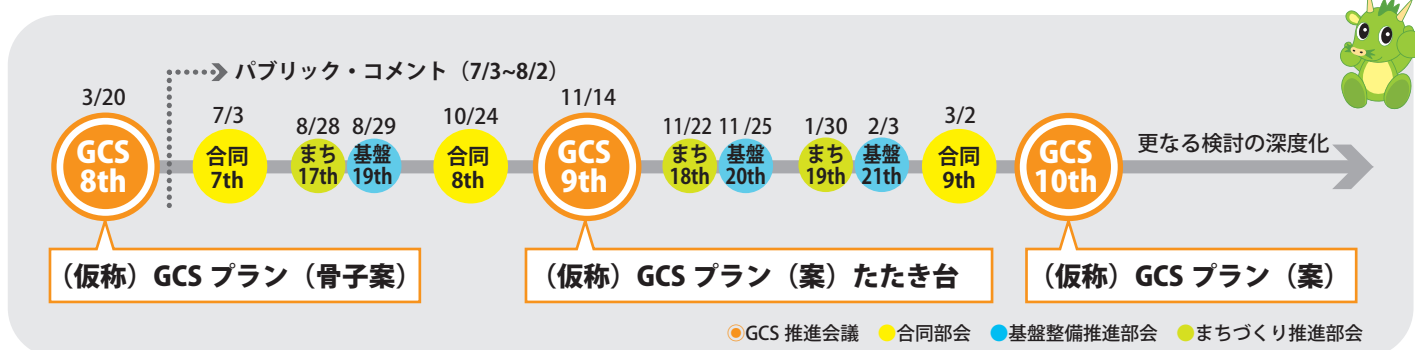 パブリック・コメント（7/3~8/2）
3/20
GCS
8th
7/3
合同
7th
8/28
まち
17th
8/29
基盤
19th
10/24
合同
8th
11/14
GCS
9th
11/22
まち
18th
11 /25
基盤
20th
1/30
まち
19th
2/3
基盤
21th
3/2
合同
9th
GCS
10th
更なる検討の深度化
（仮称）GCS プラン（骨子案）
（仮称）GCS プラン（案）たたき台
（仮称）GCS プラン（案）
GCS 推進会議 合同部会 基盤整備推進部会 まちづくり推進部会